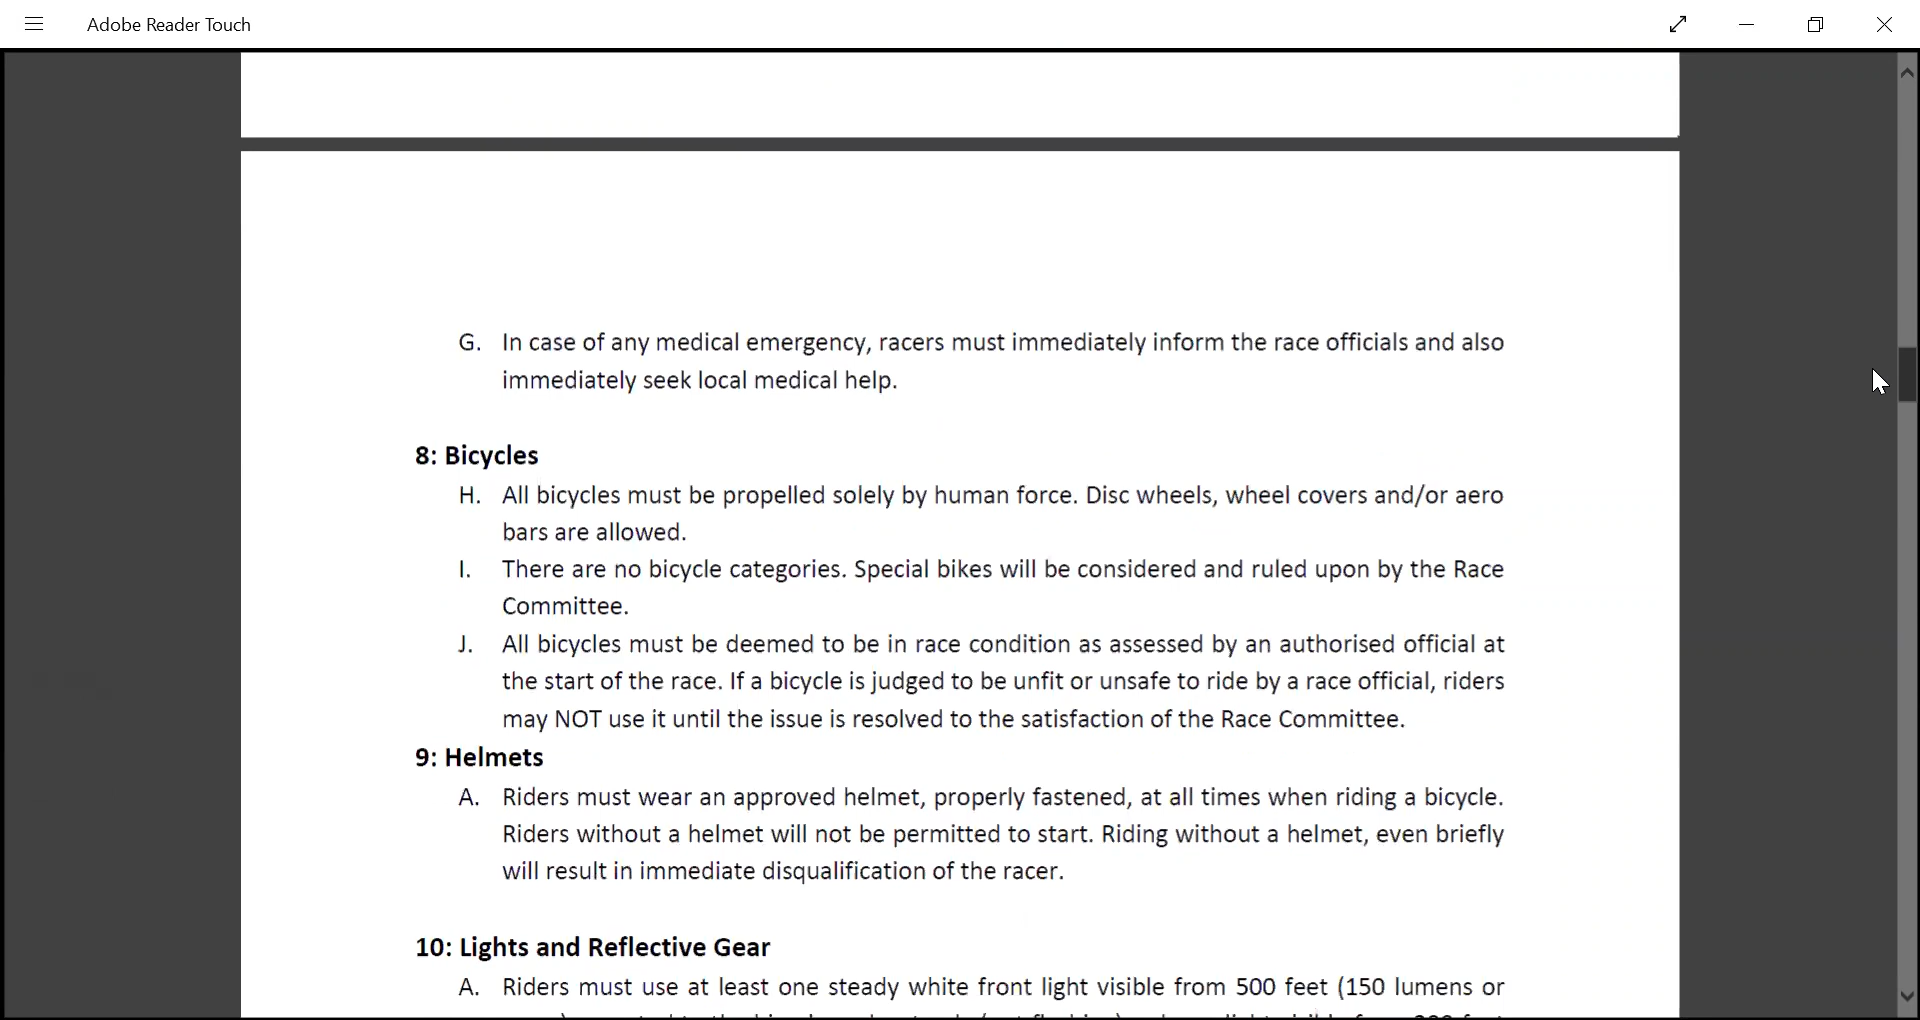 Adobe Reader Touch
G. In case of any medical emergency, racers must immediately inform the race officials and also
immediately seek local medical help.
8: Bicycles
H. All bicycles must be propelled solely by human force. Disc wheels, wheel covers and/or aero
bars are allowed.
I. There are no bicycle categories. Special bikes will be considered and ruled upon by the Race
Committee.
J. All bicycles must be deemed to be in race condition as assessed by an authorised official at
the start of the race. If a bicycle is judged to be unfit or unsafe to ride by a race official, riders
may NOT use it until the issue is resolved to the satisfaction of the Race Committee.
9: Helmets
A. Riders must wear an approved helmet, properly fastened, at all times when riding a bicycle.
Riders without a helmet will not be permitted to start. Riding without a helmet, even briefly
will result in immediate disqualification of the racer.
10: Lights and Reflective Gear
A. Riders must use at least one steady white front light visible from 500 feet (150 lumens or